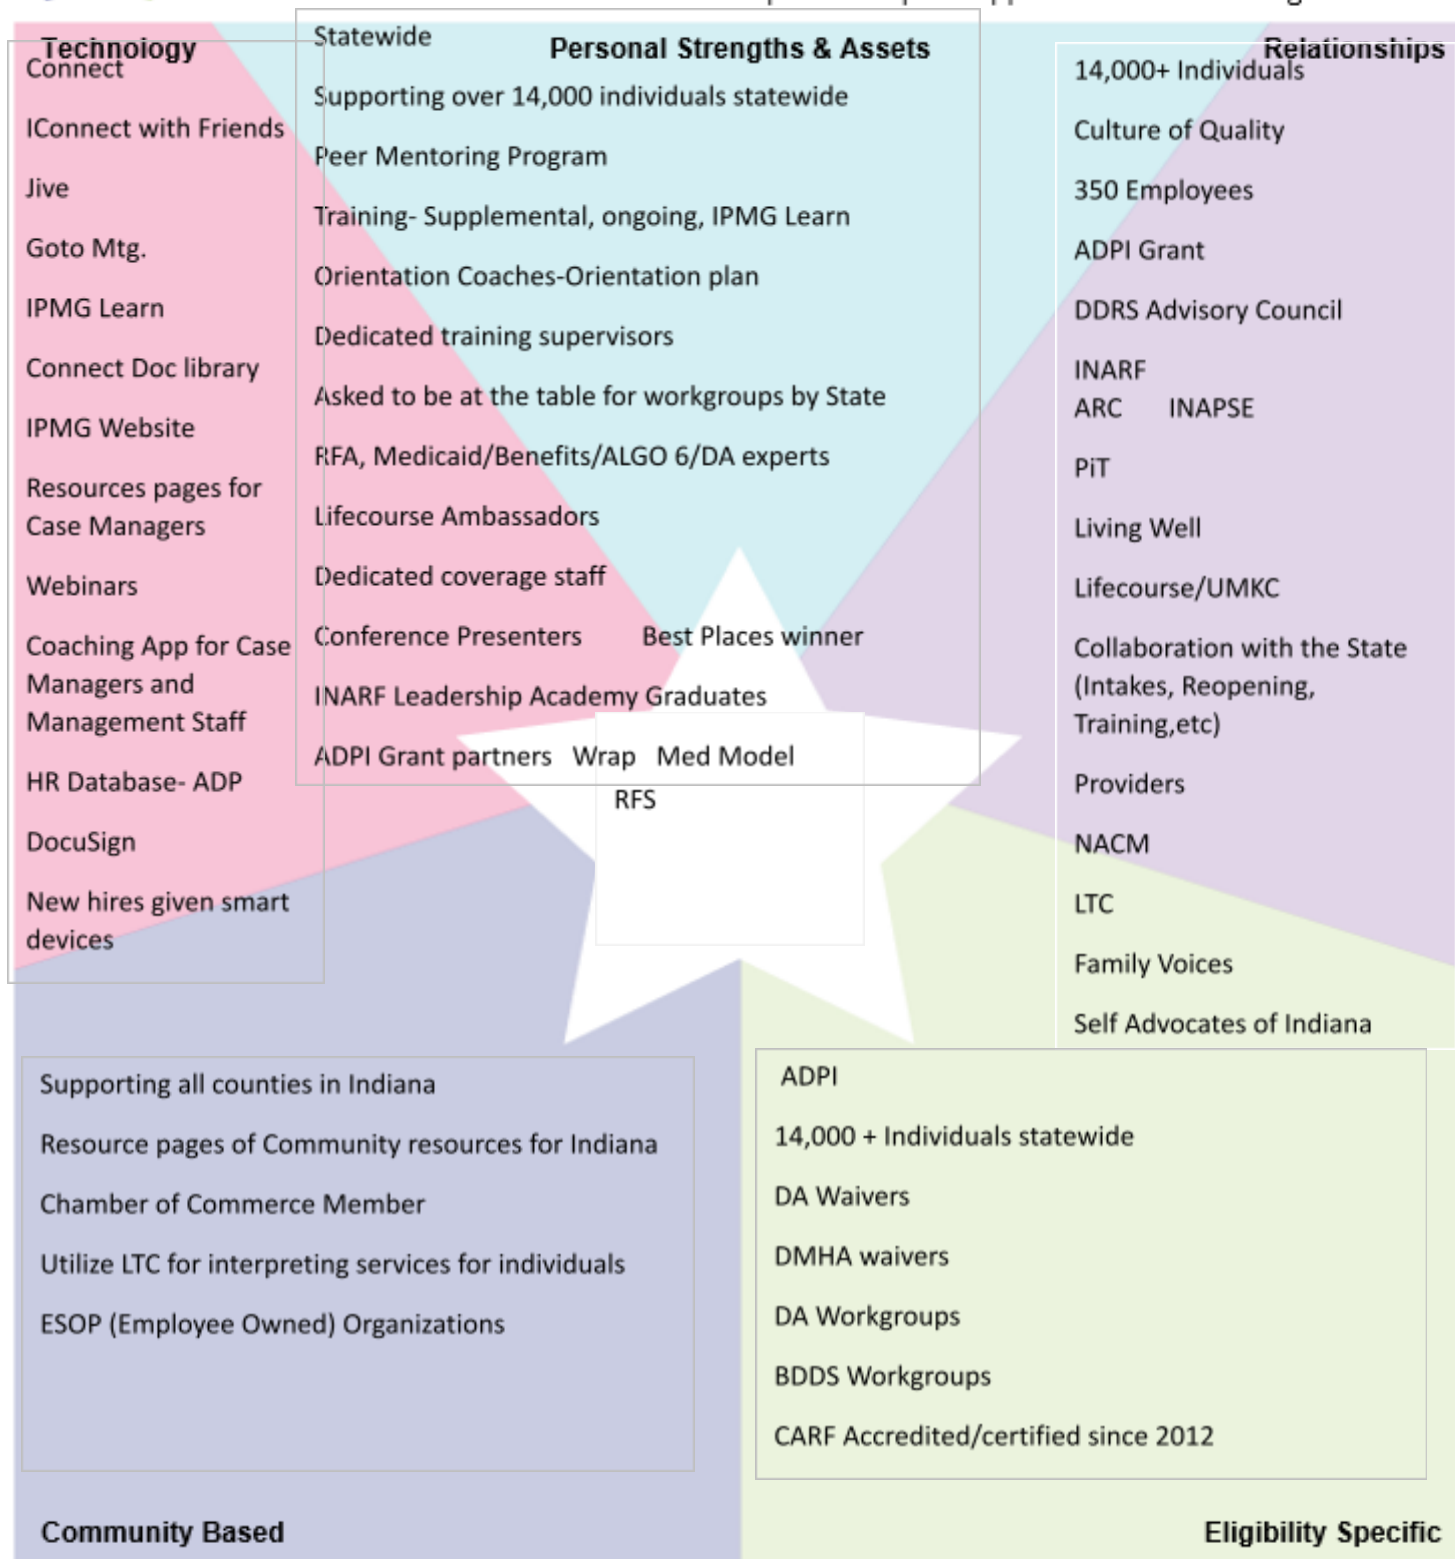 Technology
Connect
IConnect with Friends
Jive
Goto Mtg.
IPMG Learn
Connect Doc library
IPMG Website
Resources pages for
Case Managers
Webinars
Coaching App for Case
Managers and
Management Staff
HR Database- ADP
DocuSign
New hires given smart
devices
Personal Strengths & Assets
Statewide
Supporting over 14,000 individuals statewide
Peer Mentoring Program
Training- Supplemental, ongoing, IPMG Learn
Orientation Coaches-Orientation plan
Dedicated training supervisors
Asked to be at the table for workgroups by State
RFA, Medicaid/Benefits/ALGO 6/DA experts
Lifecourse Ambassadors
Dedicated coverage staff
Conference Presenters Best Places winner
INARF Leadership Academy Graduates
ADPI Grant partners Wrap Med Model
RFS
Relationships
14,000+ Individuals
Culture of Quality
350 Employees
ADPI Grant
DDRS Advisory Council
INARF
ARC INAPSE
PiT
Living Well
Lifecourse/UMKC
Collaboration with the State
(Intakes, Reopening,
Training,etc)
Providers
NACM
LTC
Family Voices
Self Advocates of Indiana
Supporting all counties in Indiana
Resource pages of Community resources for Indiana
Chamber of Commerce Member
Utilize LTC for interpreting services for individuals
ESOP (Employee Owned) Organizations
Community Based
ADPI
14,000 + Individuals statewide
DA Waivers
DMHA waivers
DA Workgroups
BDDS Workgroups
CARF Accredited/certified since 2012
Eligibility Specific